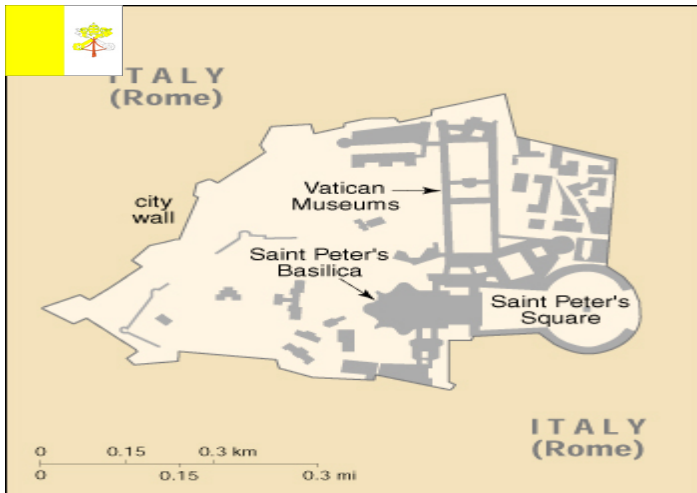 ITALY
(Rome)
Vatican
Museums
city
wall
Saint Peter's
Basilica
Saint Peter's
Square
ITALY
(Rome)
0 0.15 0.3 km
0 0.15 0.3 mi